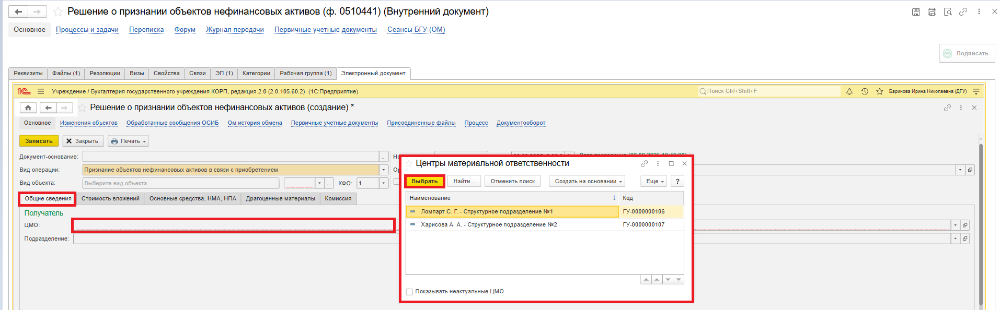 Решение о признании объектов нефинансовых активов (ф. 0510441) (Внутренний документ)
Основное Процессы и задачи Переписка Форум Журнал передачи Первичные учетные документы Сеансы БГУ (ОМ)
Подписать
Реквизиты Файлы (1) Резолюции Визы Свойства Связи ЭП (1) Категории Рабочая группа (1) Электронный документ
1С Учреждение / Бухгалтерия государственного учреждения КОРП, редакция 2.0 (2.0.105.60.2) (1С:Предприятие) Поиск Ctrl+Shift+F Баринова Ирина Николаевна (ДГУ)
Решение о признании объектов нефинансовых активов (создание) *
Основное Изменения объектов Обработанные сообщения ОСИБ Ом история обмена Первичные учетные документы Присоединенные файлы Процесс Документооборот
Записать Закрыть Печать
Документ-основание: ...
Вид операции: Признание объектов нефинансовых активов в связи с приобретением
Вид объекта: Выберите вид объекта ... КФО: 1
Общие сведения Стоимость вложений Основные средства, НМА, НПА Драгоценные материалы Комиссия
Получатель
ЦМО:
Подразделение:
Центры материальной ответственности
Выбрать Найти... Отменить поиск Создать на основании Еще ?
Наименование ↓ Код
Ломпарт С. Г. - Структурное подразделение №1 ГУ-0000000106
Харисова А. А. - Структурное подразделение №2 ГУ-0000000107
Показывать неактуальные ЦМО